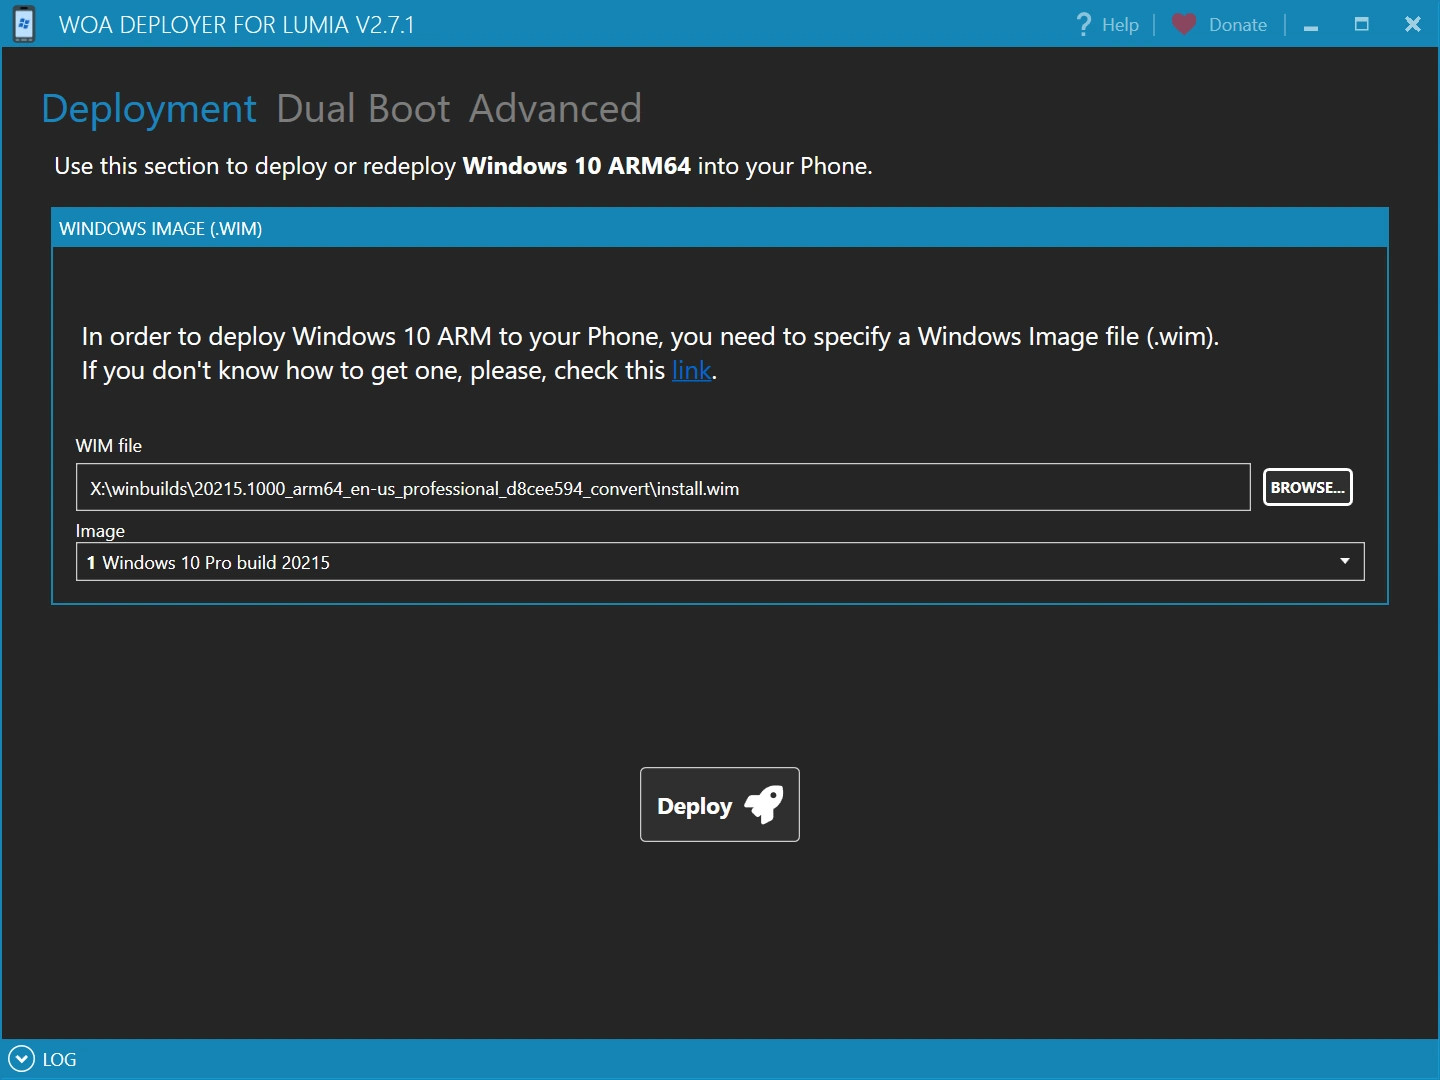 WOA DEPLOYER FOR LUMIA V2.7.1
? Help
Donate
Deployment Dual Boot Advanced
Use this section to deploy or redeploy Windows 10 ARM64 into your Phone.
WINDOWS IMAGE (.WIM)
In order to deploy Windows 10 ARM to your Phone, you need to specify a Windows Image file (.wim).
If you don't know how to get one, please, check this link.
WIM file
X:\winbuilds\20215.1000_arm64_en-us_professional_d8cee594_convert\install.wim
BROWSE...
Image
1 Windows 10 Pro build 20215
Deploy
LOG